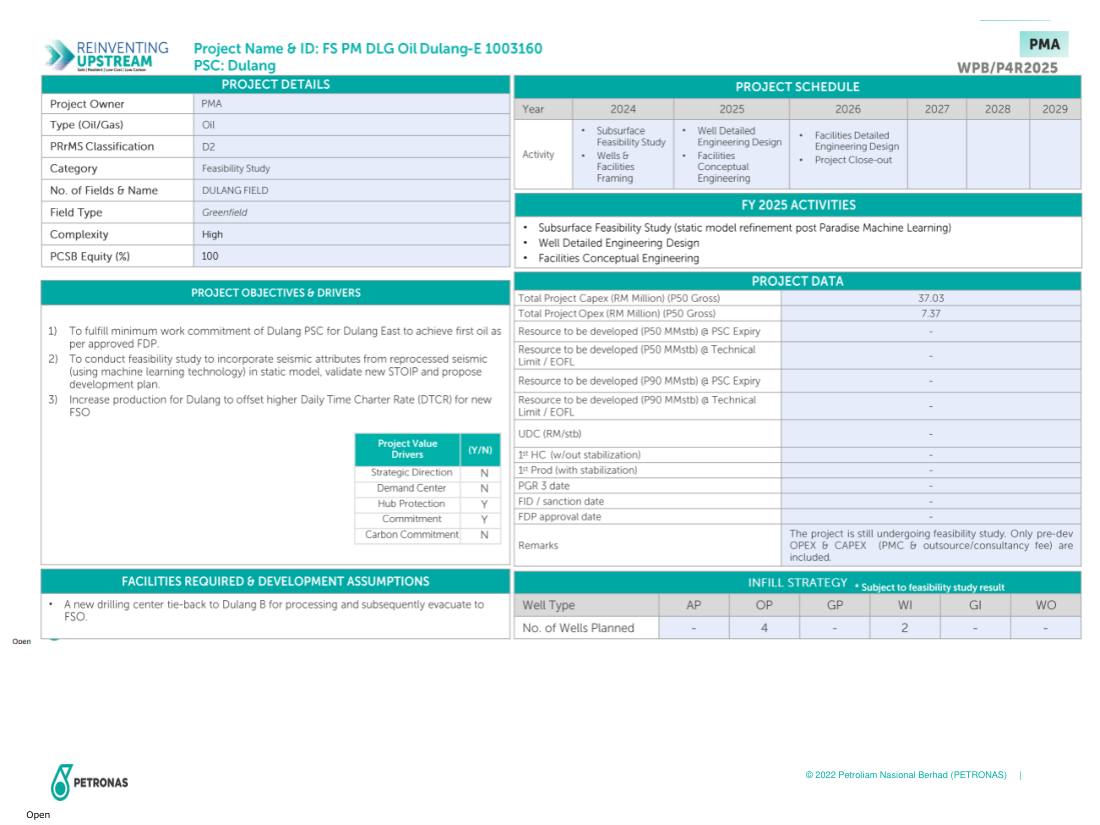 REINVENTING
UPSTREAM
Safe | Resilient | Low Cost | Low Carbon
Project Name & ID: FS PM DLG Oil Dulang-E 1003160
PSC: Dulang
PMA
WPB/P4R2025
PROJECT DETAILS
Project Owner PMA
Type (Oil/Gas) Oil
PRrMS Classification D2
Category Feasibility Study
No. of Fields & Name DULANG FIELD
Field Type Greenfield
Complexity High
PCSB Equity (%) 100
PROJECT OBJECTIVES & DRIVERS
1) To fulfill minimum work commitment of Dulang PSC for Dulang East to achieve first oil as
per approved FDP.
2) To conduct feasibility study to incorporate seismic attributes from reprocessed seismic
(using machine learning technology) in static model, validate new STOIP and propose
development plan.
3) Increase production for Dulang to offset higher Daily Time Charter Rate (DTCR) for new
FSO
Project Value
Drivers
(Y/N)
Strategic Direction N
Demand Center N
Hub Protection Y
Commitment Y
Carbon Commitment N
FACILITIES REQUIRED & DEVELOPMENT ASSUMPTIONS
• A new drilling center tie-back to Dulang B for processing and subsequently evacuate to
FSO.
PROJECT SCHEDULE
Year 2024 2025 2026 2027 2028 2029
Activity
• Subsurface
Feasibility Study
• Wells &
Facilities
Framing
• Well Detailed
Engineering Design
• Facilities
Conceptual
Engineering
• Facilities Detailed
Engineering Design
• Project Close-out
FY 2025 ACTIVITIES
• Subsurface Feasibility Study (static model refinement post Paradise Machine Learning)
• Well Detailed Engineering Design
• Facilities Conceptual Engineering
PROJECT DATA
Total Project Capex (RM Million) (P50 Gross) 37.03
Total Project Opex (RM Million) (P50 Gross) 7.37
Resource to be developed (P50 MMstb) @ PSC Expiry -
Resource to be developed (P50 MMstb) @ Technical
Limit / EOFL -
Resource to be developed (P90 MMstb) @ PSC Expiry -
Resource to be developed (P90 MMstb) @ Technical
Limit / EOFL -
UDC (RM/stb) -
1st HC (w/out stabilization) -
1st Prod (with stabilization) -
PGR 3 date -
FID / sanction date -
FDP approval date -
Remarks
The project is still undergoing feasibility study. Only pre-dev
OPEX & CAPEX (PMC & outsource/consultancy fee) are
included.
INFILL STRATEGY * Subject to feasibility study result
Well Type AP OP GP WI GI WO
No. of Wells Planned - 4 - 2 - -
Open
PETRONAS
© 2022 Petroliam Nasional Berhad (PETRONAS) |
Open